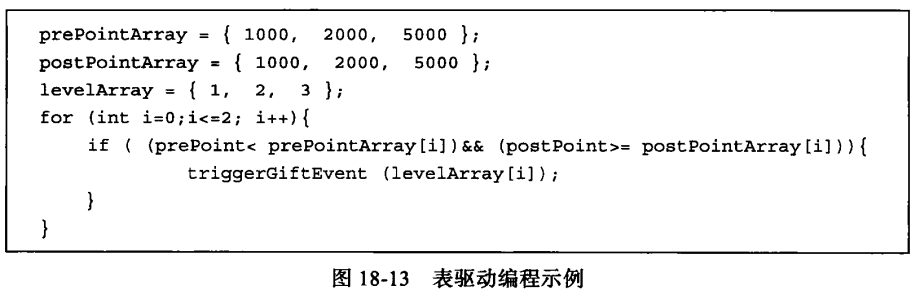 prePointArray = { 1000, 2000, 5000 };
postPointArray = { 1000, 2000, 5000 };
levelArray = { 1, 2, 3 };
for (int i=0;i<=2; i++){
if ( (prePoint< prePointArray[i])&& (postPoint>= postPointArray[i])){
triggerGiftEvent (levelArray[i]);
}
}
图 18-13 表驱动编程示例